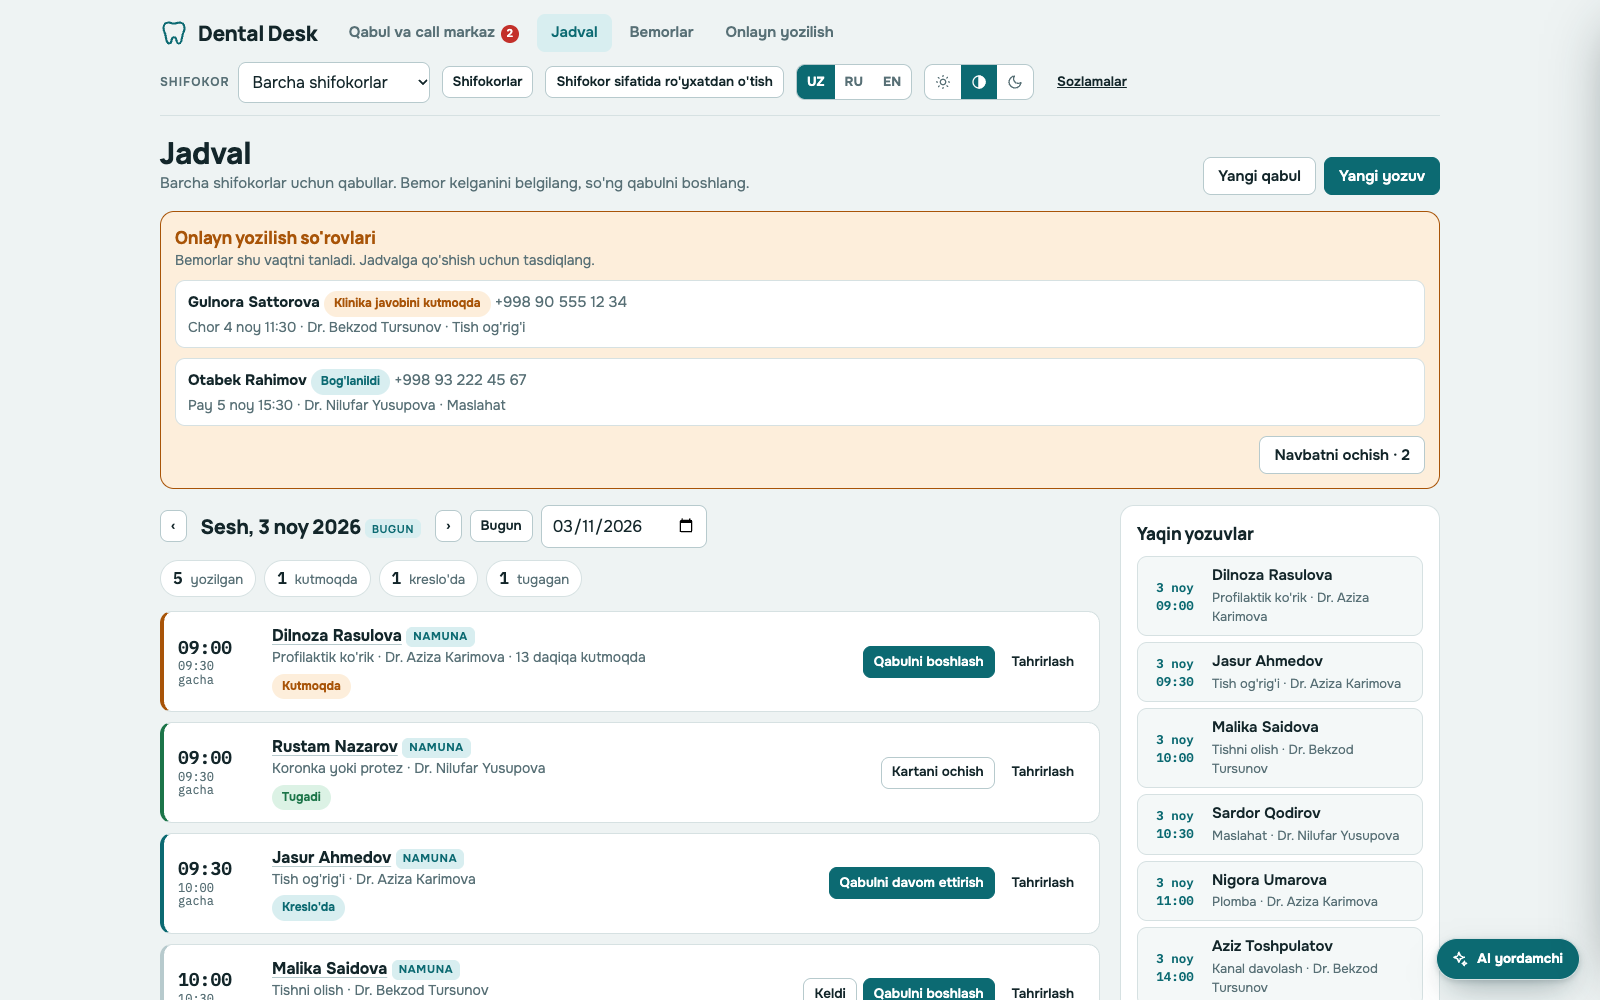 Dental Desk
Qabul va call markaz 2
Jadval
Bemorlar
Onlayn yozilish
SHIFOKOR
Barcha shifokorlar
Shifokorlar
Shifokor sifatida ro'yxatdan o'tish
UZ RU EN
Sozlamalar
Jadval
Barcha shifokorlar uchun qabullar. Bemor kelganini belgilang, so'ng qabulni boshlang.
Yangi qabul
Yangi yozuv
Onlayn yozilish so'rovlari
Bemorlar shu vaqtni tanladi. Jadvalga qo'shish uchun tasdiqlang.
Gulnora Sattorova Klinika javobini kutmoqda +998 90 555 12 34
Chor 4 noy 11:30 · Dr. Bekzod Tursunov · Tish og'rig'i
Otabek Rahimov Bog'lanildi +998 93 222 45 67
Pay 5 noy 15:30 · Dr. Nilufar Yusupova · Maslahat
Navbatni ochish · 2
‹
Sesh, 3 noy 2026 BUGUN
›
Bugun
03/11/2026
5 yozilgan
1 kutmoqda
1 kreslo'da
1 tugagan
09:00
09:30
gacha
Dilnoza Rasulova NAMUNA
Profilaktik ko'rik · Dr. Aziza Karimova · 13 daqiqa kutmoqda
Kutmoqda
Qabulni boshlash
Tahrirlash
09:00
09:30
gacha
Rustam Nazarov NAMUNA
Koronka yoki protez · Dr. Nilufar Yusupova
Tugadi
Kartani ochish
Tahrirlash
09:30
10:00
gacha
Jasur Ahmedov NAMUNA
Tish og'rig'i · Dr. Aziza Karimova
Kreslo'da
Qabulni davom ettirish
Tahrirlash
10:00
10:30
Malika Saidova NAMUNA
Tishni olish · Dr. Bekzod Tursunov
Keldi
Qabulni boshlash
Tahrirlash
Yaqin yozuvlar
3 noy
09:00
Dilnoza Rasulova
Profilaktik ko'rik · Dr. Aziza
Karimova
3 noy
09:30
Jasur Ahmedov
Tish og'rig'i · Dr. Aziza Karimova
3 noy
10:00
Malika Saidova
Tishni olish · Dr. Bekzod
Tursunov
3 noy
10:30
Sardor Qodirov
Maslahat · Dr. Nilufar Yusupova
3 noy
11:00
Nigora Umarova
Plomba · Dr. Aziza Karimova
3 noy
14:00
Aziz Toshpulatov
Kanal davolash · Dr. Bekzod
Tursunov
AI yordamchi